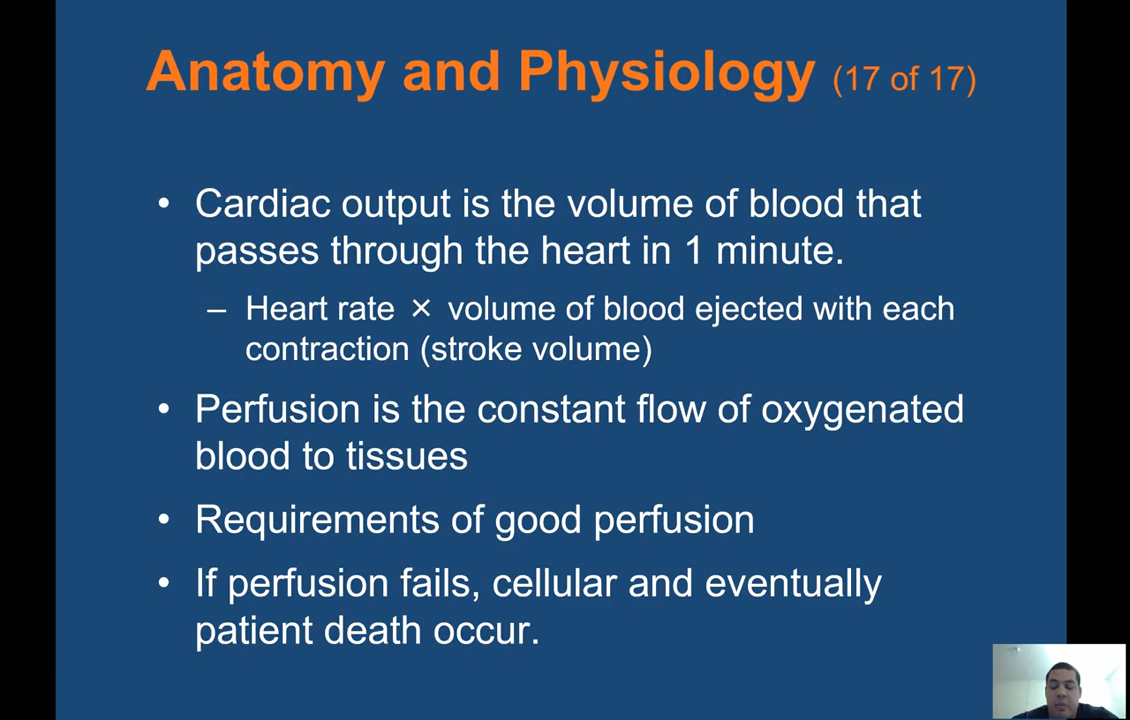 Anatomy and Physiology (17 of 17)
• Cardiac output is the volume of blood that
passes through the heart in 1 minute.
– Heart rate × volume of blood ejected with each
contraction (stroke volume)
• Perfusion is the constant flow of oxygenated
blood to tissues
• Requirements of good perfusion
• If perfusion fails, cellular and eventually
patient death occur.